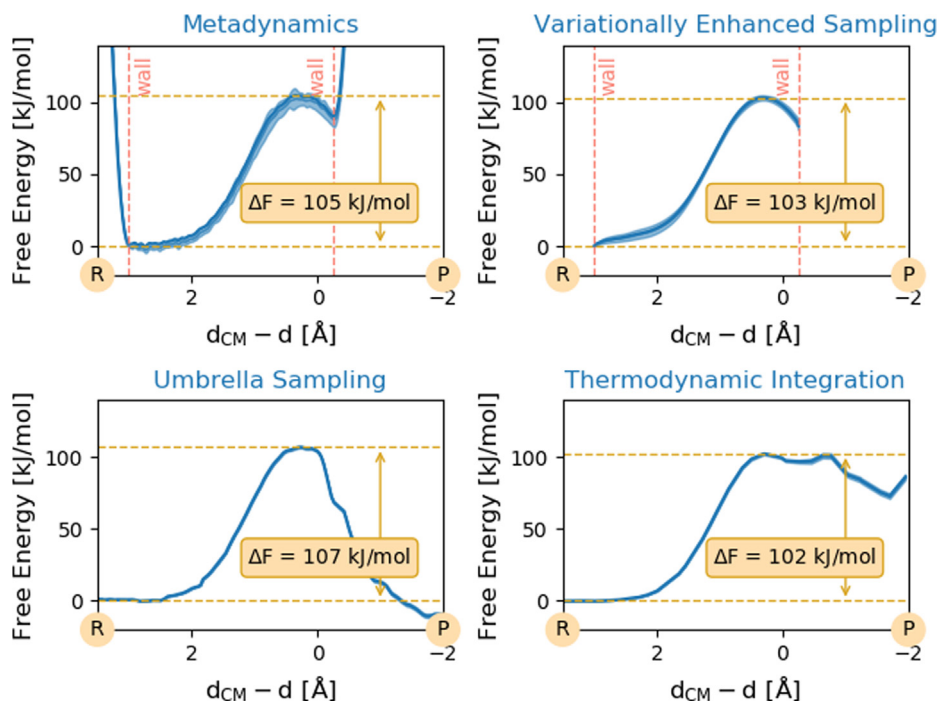 Metadynamics
Free Energy [kJ/mol]
100
50
0
wall
wall
ΔF = 105 kJ/mol
R
P
2
0
−2
d_CM − d [Å]
Variationally Enhanced Sampling
Free Energy [kJ/mol]
100
50
0
wall
wall
ΔF = 103 kJ/mol
R
P
2
0
−2
d_CM − d [Å]
Umbrella Sampling
Free Energy [kJ/mol]
100
50
0
ΔF = 107 kJ/mol
R
P
2
0
−2
d_CM − d [Å]
Thermodynamic Integration
Free Energy [kJ/mol]
100
50
0
ΔF = 102 kJ/mol
R
P
2
0
−2
d_CM − d [Å]